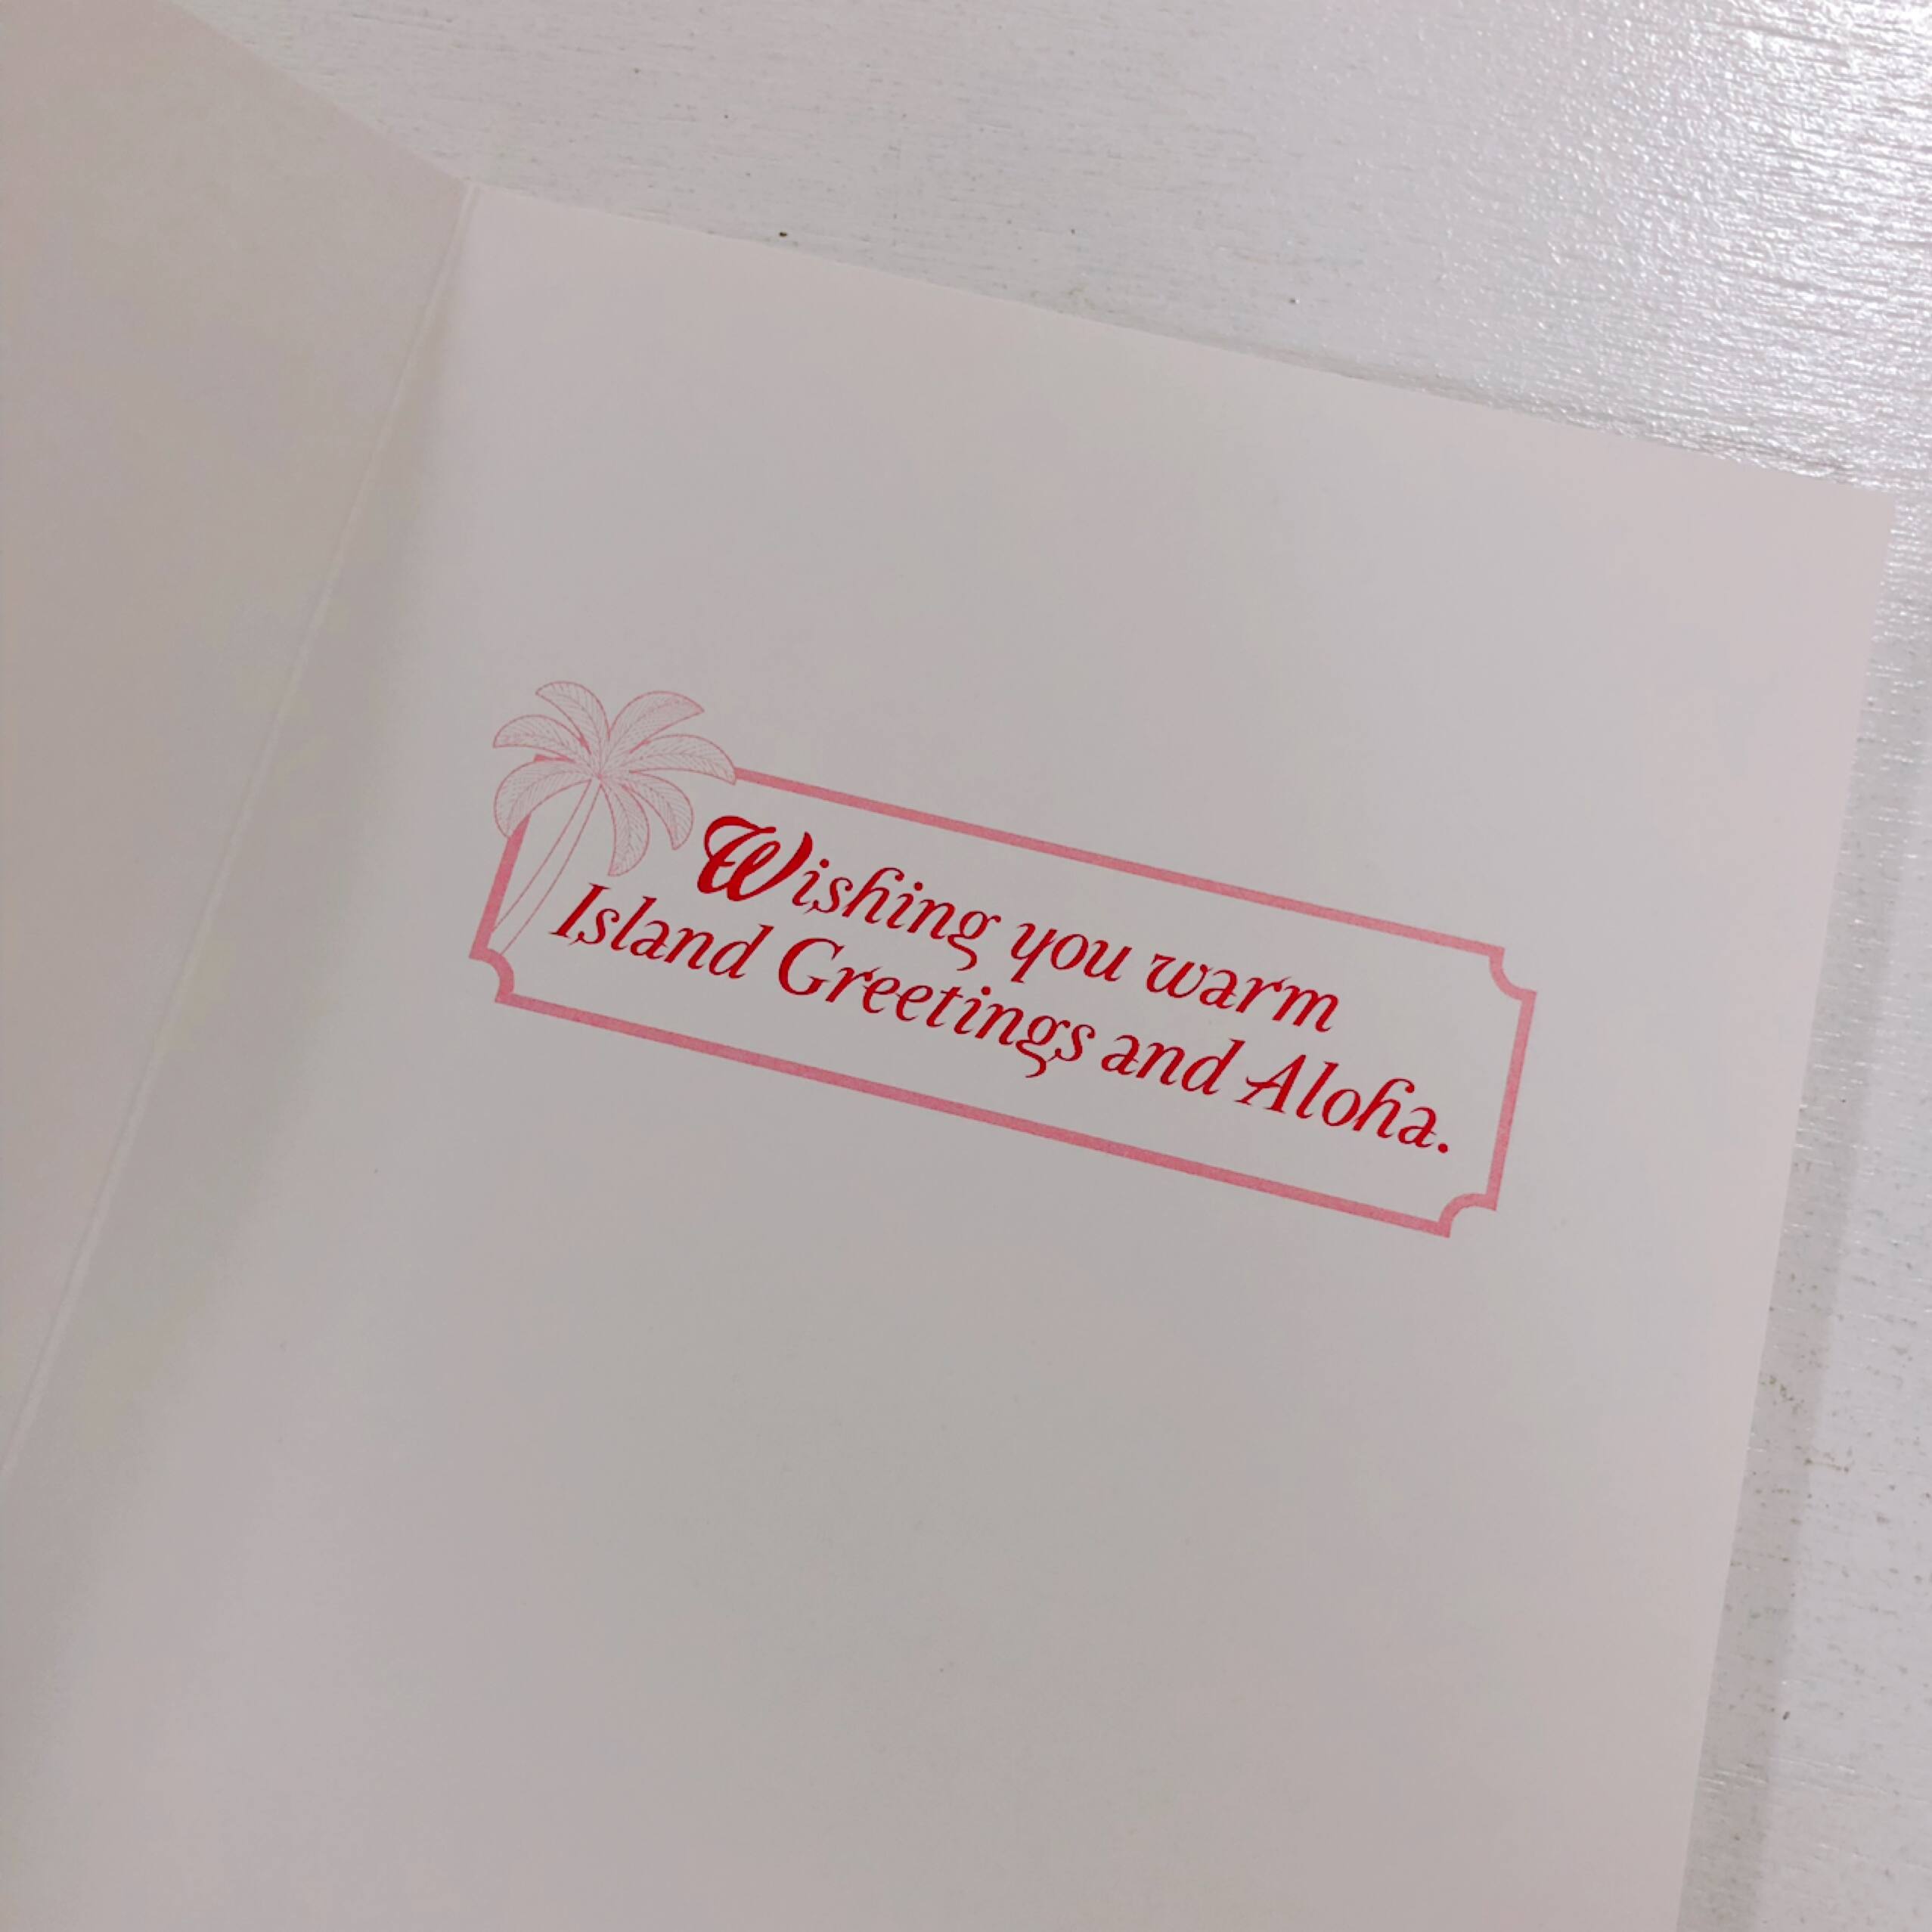 Wishing you warm
Island Greetings and Aloha.